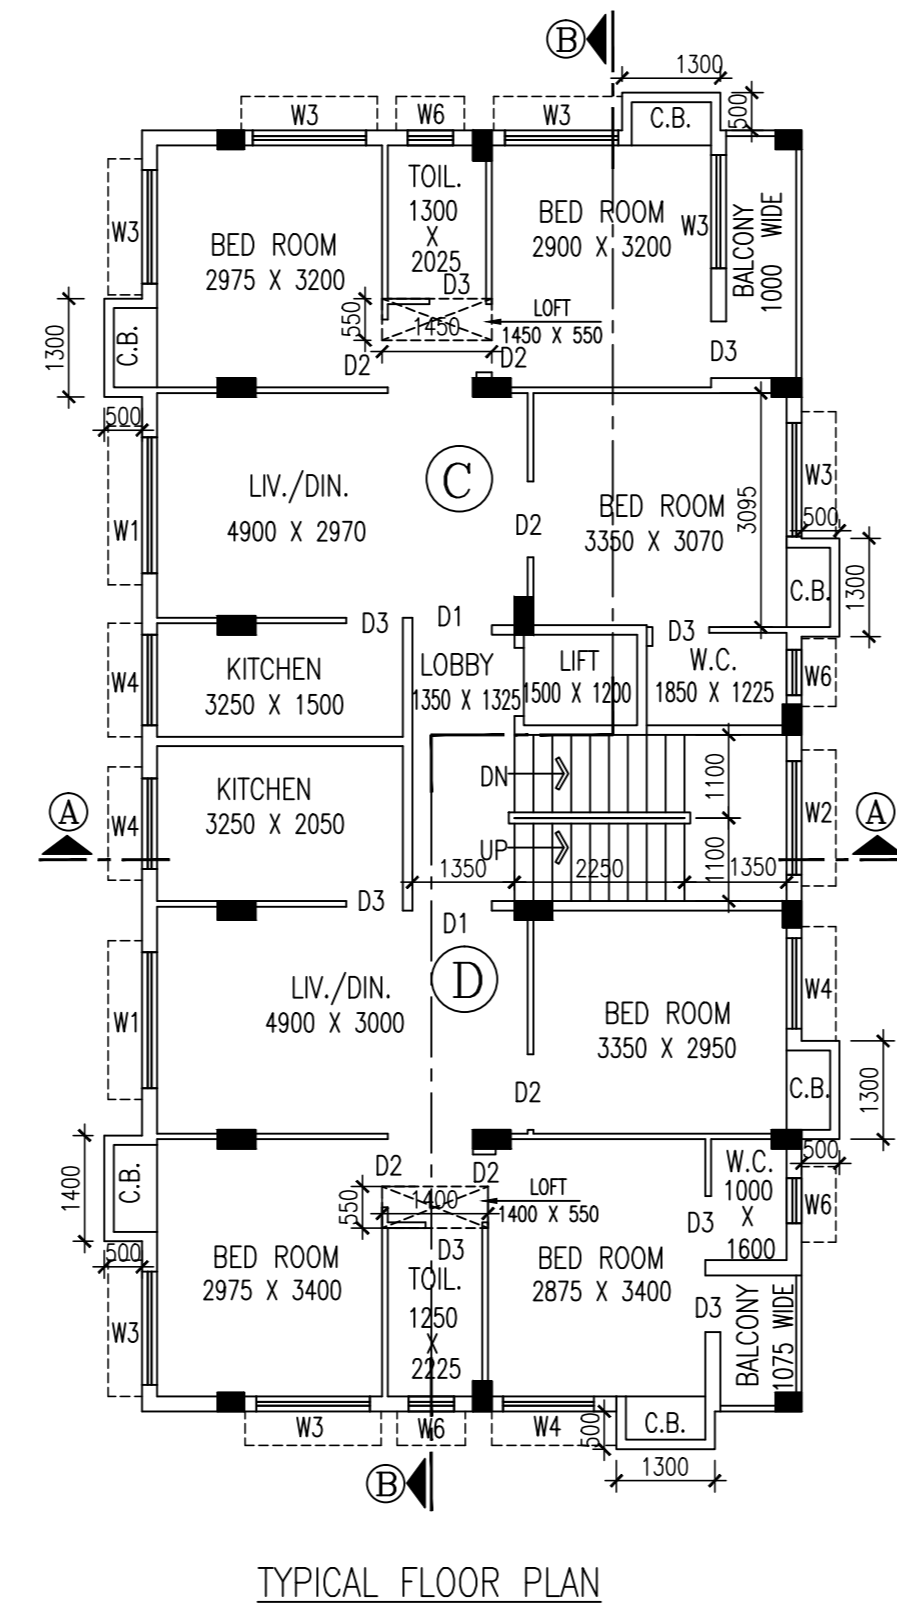 B
1300
500
C.B.
W3
W6
W3
W3
BED ROOM
2975 X 3200
TOIL.
1300
X
2025
D3
BED ROOM
2900 X 3200
W3
BALCONY
1000 WIDE
1300
C.B.
500
550
1450
LOFT
1450 X 550
D2
D2
D3
W1
LIV./DIN.
4900 X 2970
C
D2
BED ROOM
3350 X 3070
3095
W3
500
C.B.
1300
D3
D1
D3
W4
KITCHEN
3250 X 1500
LOBBY
1350 X 1325
LIFT
1500 X 1200
W.C.
1850 X 1225
W6
A
W4
KITCHEN
3250 X 2050
DN
UP
1100
1100
1350
2250
1350
W2
A
D3
D1
W1
LIV./DIN.
4900 X 3000
D
D2
BED ROOM
3350 X 2950
W4
C.B.
1300
500
1400
C.B.
500
D2
D2
550
1400
LOFT
1400 X 550
W.C.
1000
X
1600
W6
D3
D3
W3
BED ROOM
2975 X 3400
D3
TOIL.
1250
X
2225
BED ROOM
2875 X 3400
BALCONY
1075 WIDE
W3
W6
W4
500
C.B.
1300
B
TYPICAL FLOOR PLAN